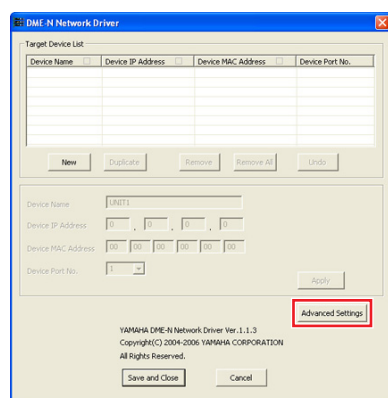 DME-N Network Driver
Target Device List
Device Name Device IP Address Device MAC Address Device Port No.
New Duplicate Remove Remove All Undo
Device Name UNIT1
Device IP Address 0 . 0 . 0 . 0
Device MAC Address 00 00 00 00 00 00
Device Port No. 1
Apply
Advanced Settings
YAMAHA DME-N Network Driver Ver.1.1.3
Copyright(C) 2004-2006 YAMAHA CORPORATION
All Rights Reserved.
Save and Close Cancel